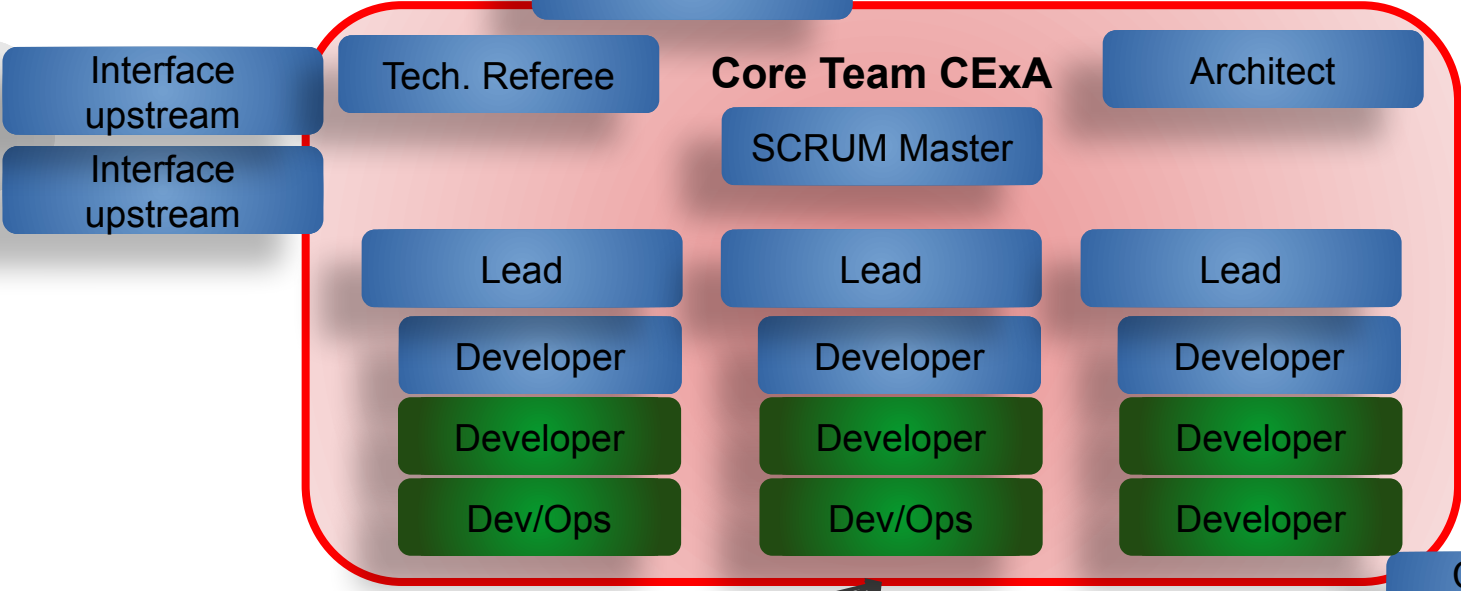 Interface
upstream
Tech. Referee
Core Team CExA
Architect
SCRUM Master
Interface
upstream
Lead
Lead
Lead
Developer
Developer
Developer
Developer
Developer
Developer
Dev/Ops
Dev/Ops
Developer